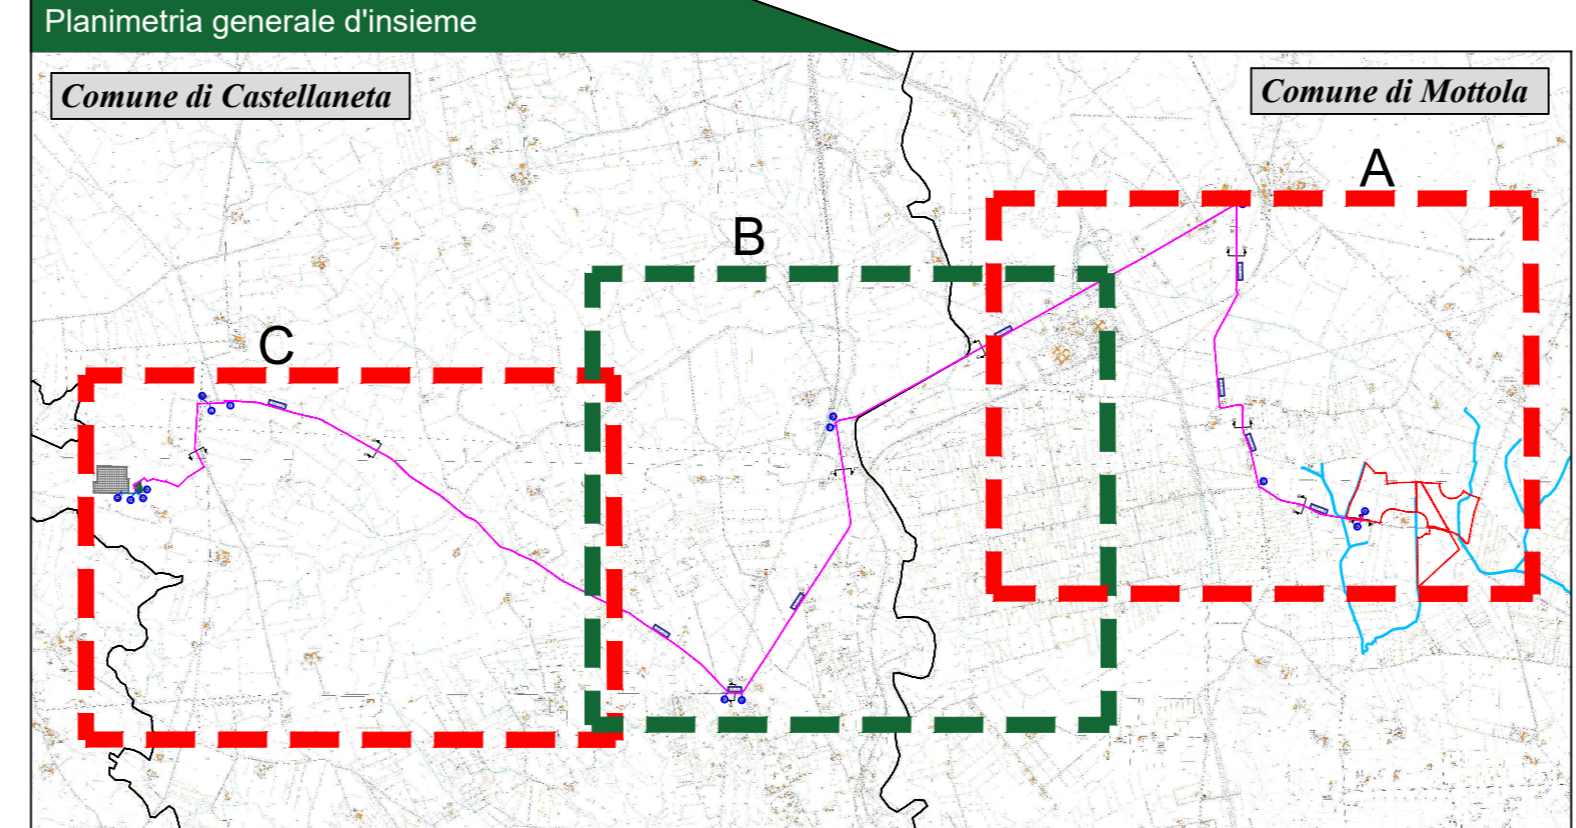 Planimetria generale d'insieme
Comune di Castellaneta
Comune di Mottola
A
B
C